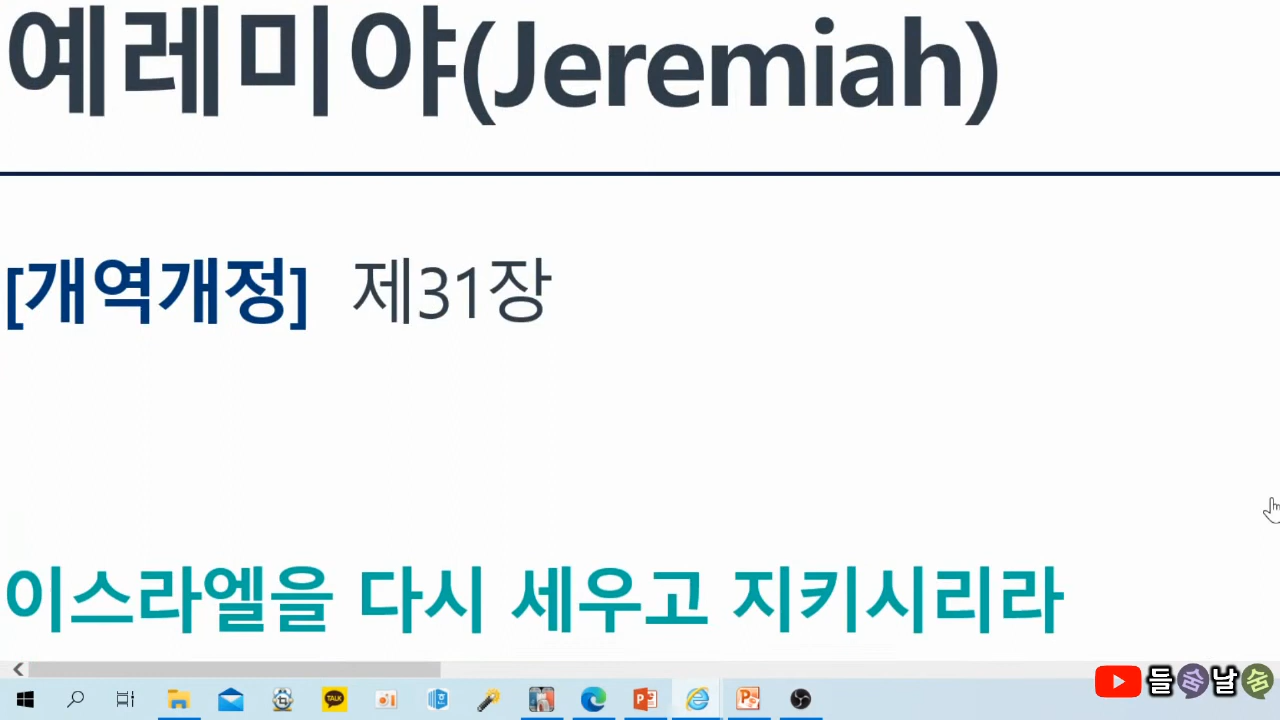 예레미야(Jeremiah)
[개역개정] 제31장
이스라엘을 다시 세우고 지키시리라
TALK
들숨날숨